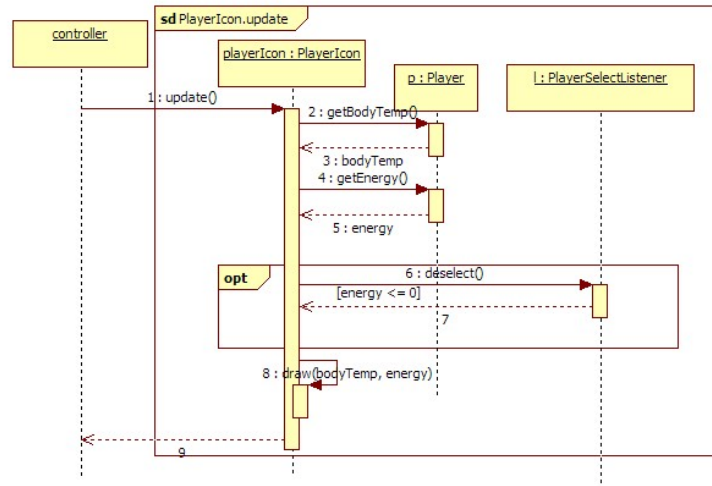 sd PlayerIcon.update
controller
playerIcon : PlayerIcon
p : Player
l : PlayerSelectListener
1 : update()
2 : getBodyTemp()
3 : bodyTemp
4 : getEnergy()
5 : energy
opt
6 : deselect()
[energy <= 0]
7
8 : draw(bodyTemp, energy)
9